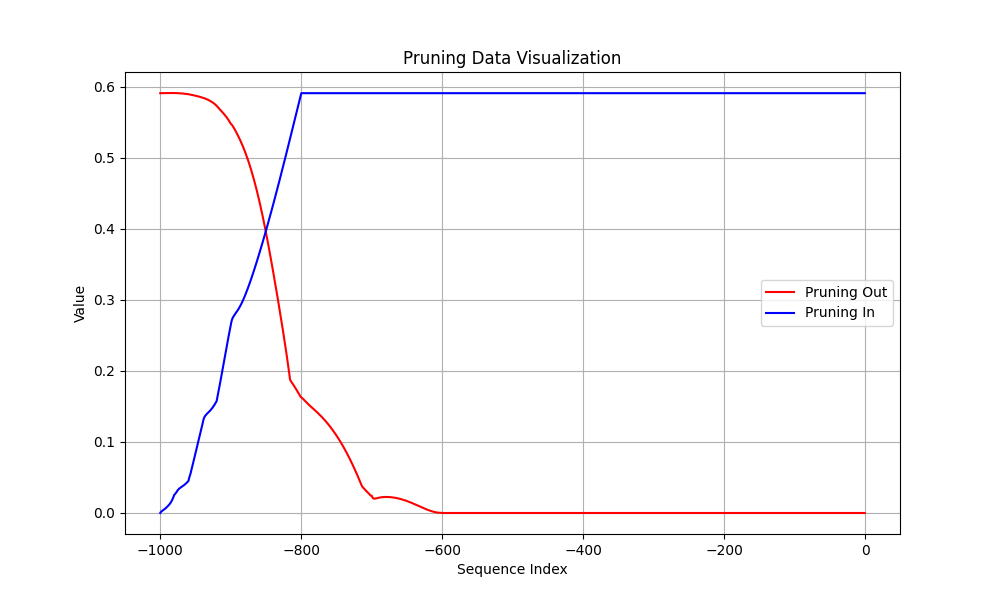 Pruning Data Visualization
0.6
0.5
0.4
0.3
0.2
0.1
0.0
Value
Pruning Out
Pruning In
−1000 −800 −600 −400 −200 0
Sequence Index